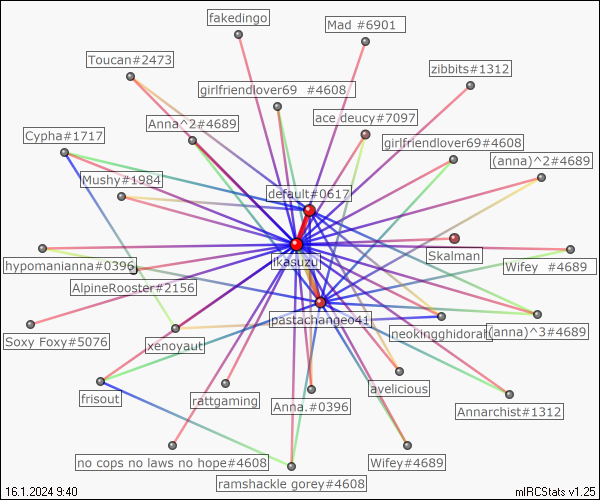 fakedingo
Mad #6901
Toucan#2473
zibbits#1312
girlfriendlover69 #4608
ace deucy#7097
Anna^2#4689
Cypha#1717
girlfriendlover69#4608
(anna)^2#4689
Mushy#1984
default#0617
Skalman
[kasuzu]
hypomanianna#0396
Wifey #4689
AlpineRooster#2156
pastachangeo41
neokingghidorah
(anna)^3#4689
Soxy Foxy#5076
xenoyaut
avelicious
frisout
rattgaming
Anna.#0396
Annarchist#1312
no cops no laws no hope#4608
Wifey#4689
ramshackle gorey#4608
16.1.2024 9:40
mIRCStats v1.25